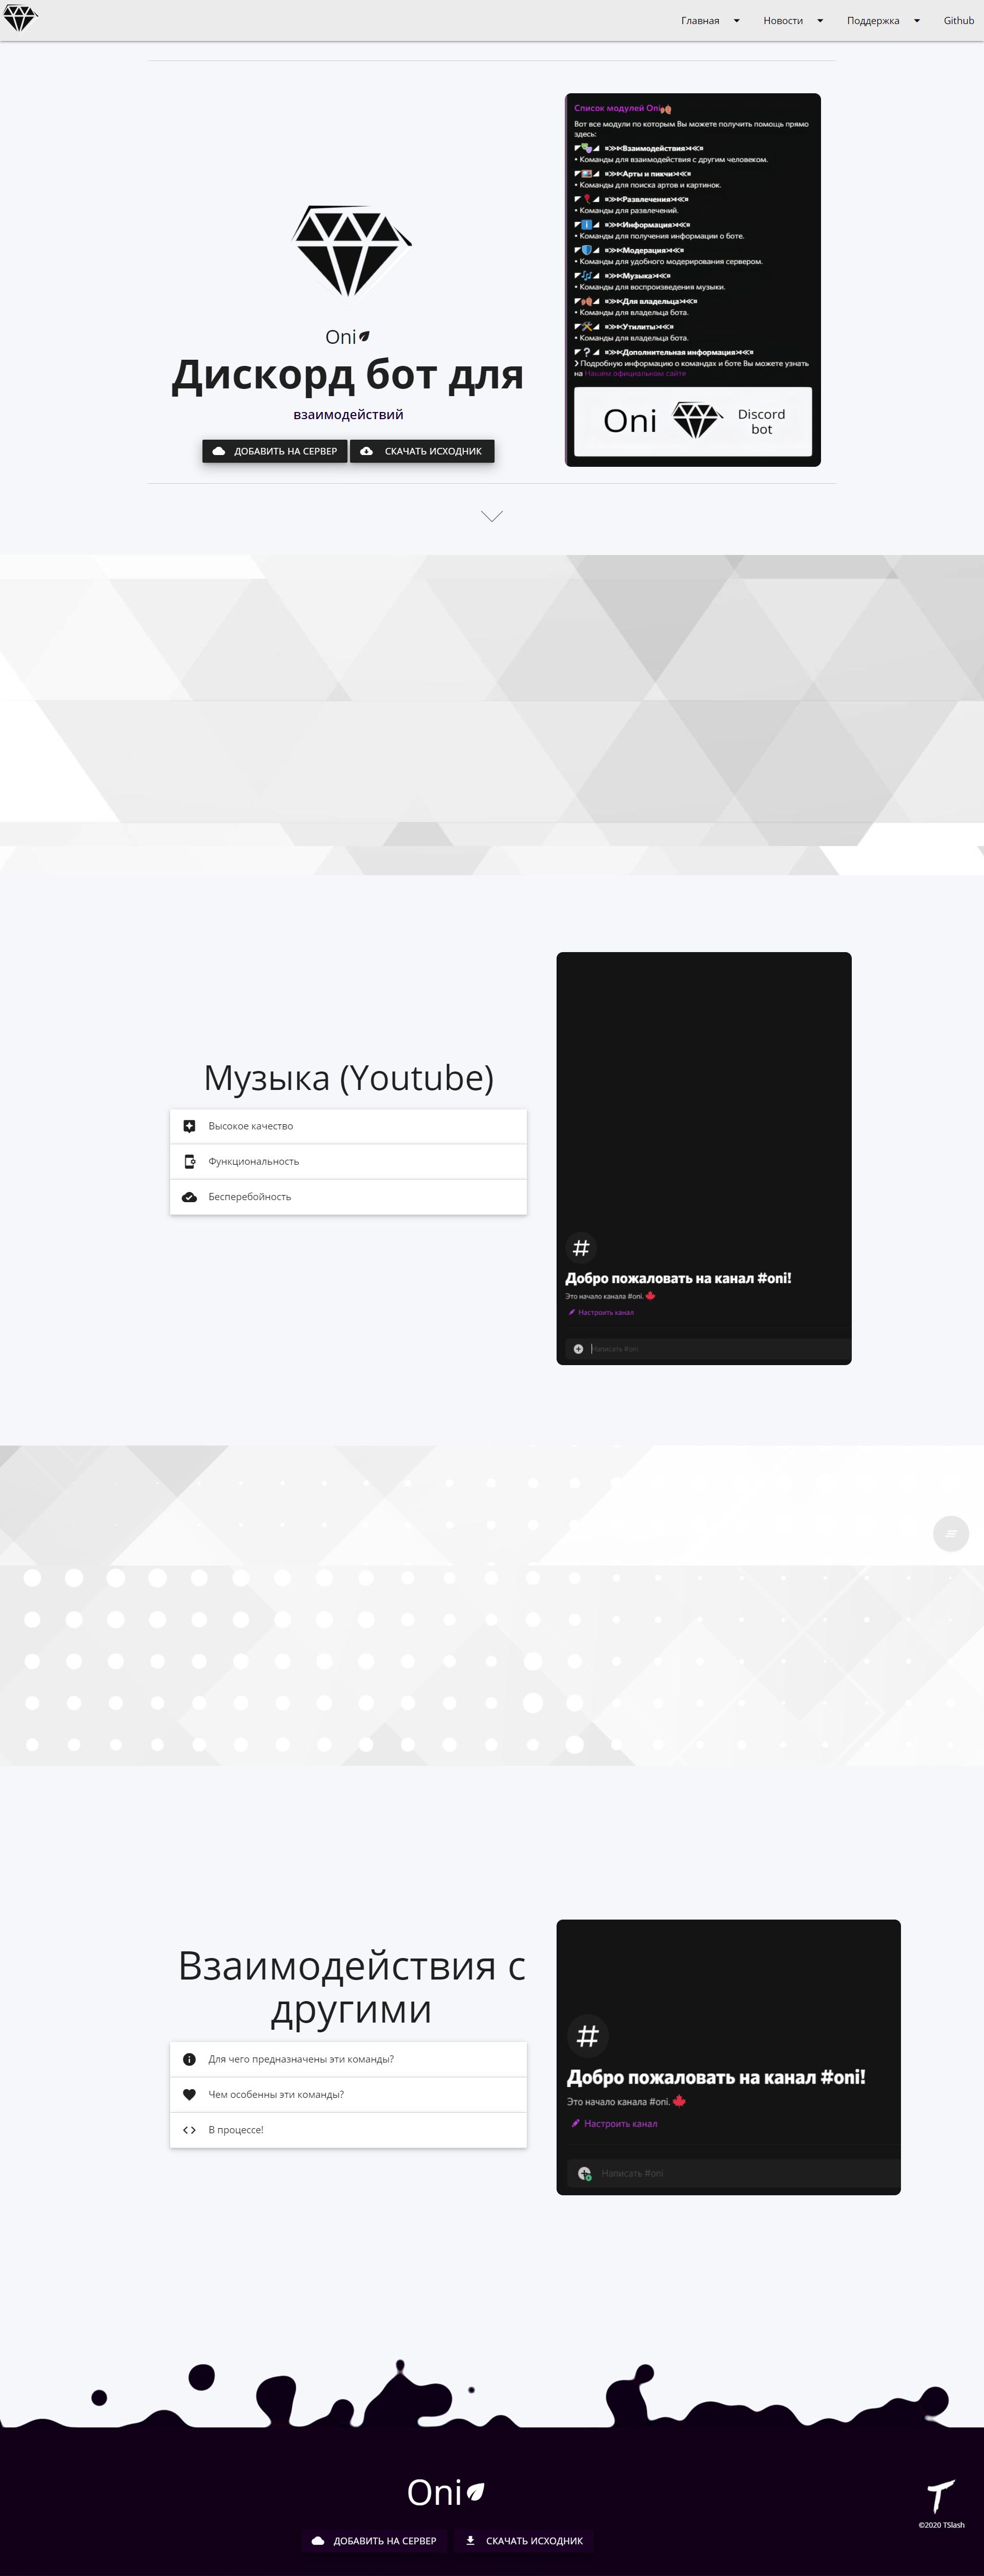 Главная
Новости
Поддержка
Github
Список модулей Oni
Вот все модули по которым Вы можете получить помощь прямо
здесь:
Взаимодействия
• Команды для взаимодействия с другим человеком.
Арты и пикчи
• Команды для поиска артов и картинок.
Развлечения
• Команды для развлечений.
Информация
• Команды для получения информации о боте.
Модерация
• Команды для удобного модерирования сервером.
Музыка
• Команды для воспроизведения музыки.
Для владельца
• Команды для владельца бота.
Утилиты
• Команды для владельца бота.
Дополнительная информация
Подробную информацию о командах и боте Вы можете узнать
на Нашем официальном сайте
Oni
Discord
bot
Oni
Дискорд бот для
взаимодействий
ДОБАВИТЬ НА СЕРВЕР
СКАЧАТЬ ИСХОДНИК
Музыка (Youtube)
Высокое качество
Функциональность
Бесперебойность
#
Добро пожаловать на канал #oni!
Это начало канала #oni.
Настроить канал
Написать #oni
Взаимодействия с
другими
Для чего предназначены эти команды?
Чем особенны эти команды?
В процессе!
#
Добро пожаловать на канал #oni!
Это начало канала #oni.
Настроить канал
Написать #oni
Oni
ДОБАВИТЬ НА СЕРВЕР
СКАЧАТЬ ИСХОДНИК
©2020 TSlash